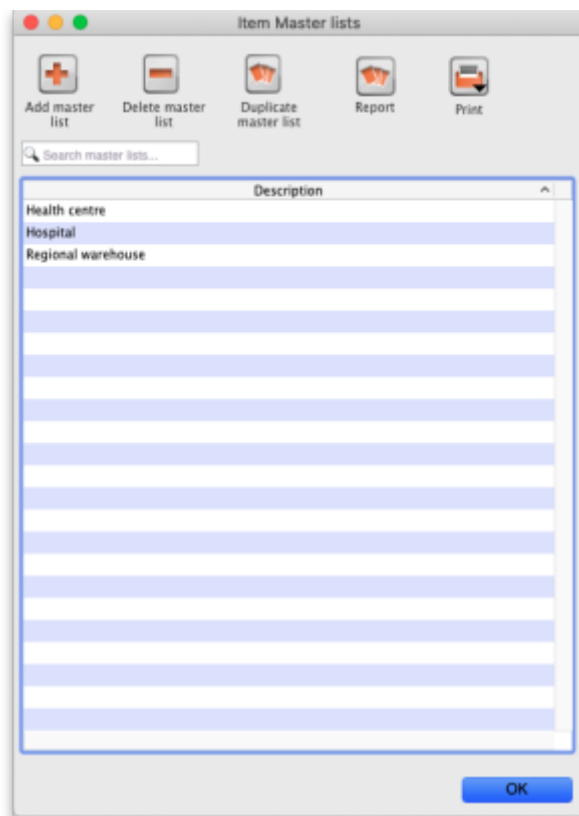 Item Master lists
Add master list
Delete master list
Duplicate master list
Report
Print
Search master lists...
Description
Health centre
Hospital
Regional warehouse
OK